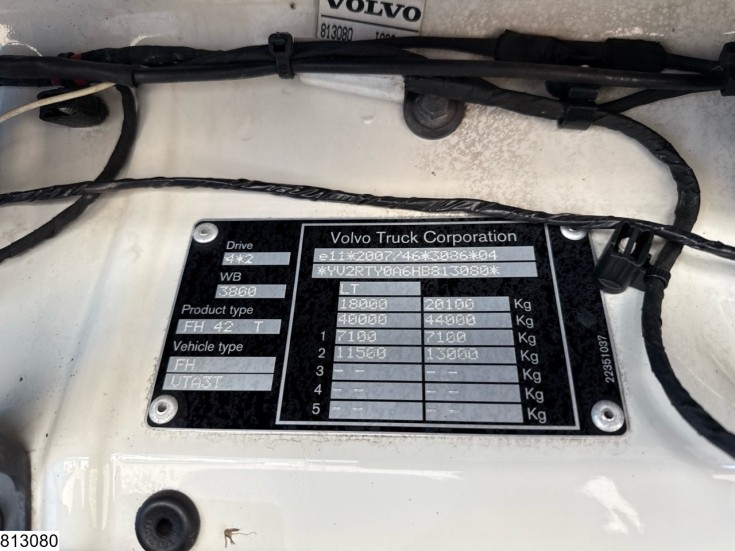 VOLVO
813080
Volvo Truck Corporation
Drive
4*2
WB
3860
Product type
FH 42 T
Vehicle type
FH
VTA3T
e11*2007/46*3086*04
*YV2RTY0A6HB813080*
LT
18000 20100 Kg
40000 44000 Kg
1 7100 7100 Kg
2 11500 13000 Kg
3 -- -- Kg
4 -- -- Kg
5 -- -- Kg
22351037
813080